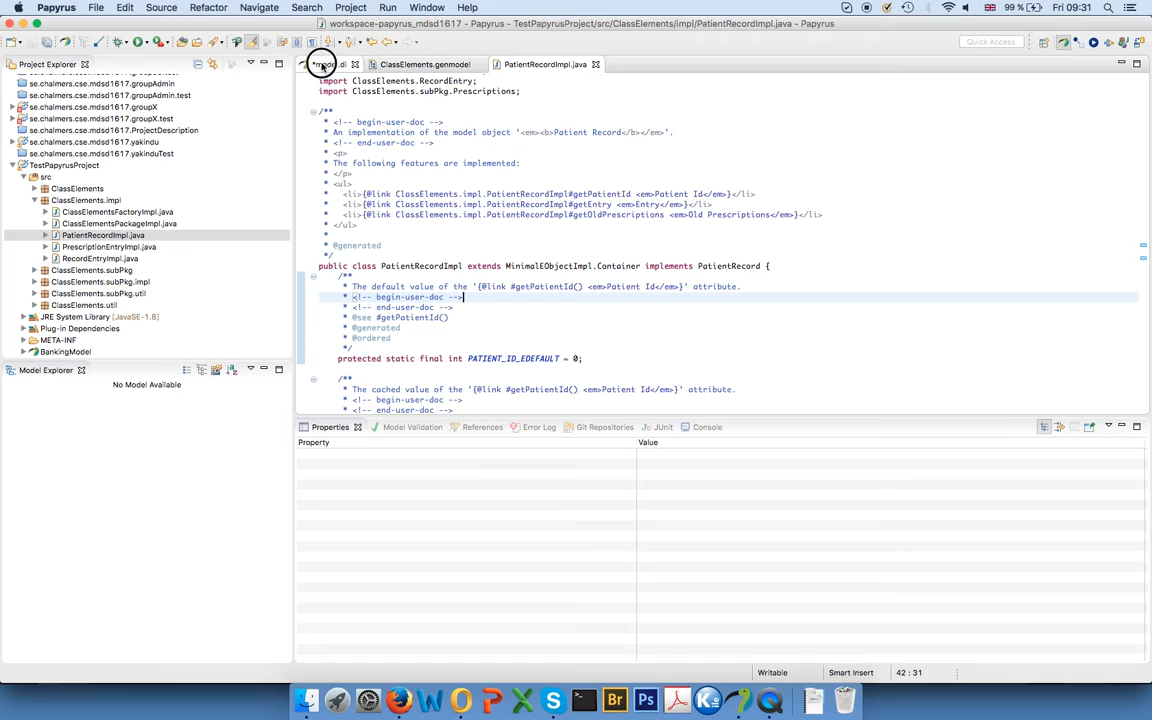 Papyrus File Edit Source Refactor Navigate Search Project Run Window Help 99 % Fri 09:31
workspace-papyrus_mdsd1617 - Papyrus - TestPapyrusProject/src/ClassElements/impl/PatientRecordImpl.java - Papyrus
Quick Access
Project Explorer
*model.di ClassElements.genmodel PatientRecordImpl.java
se.chalmers.cse.mdsd1617.groupAdmin
se.chalmers.cse.mdsd1617.groupAdmin.test
se.chalmers.cse.mdsd1617.groupX
se.chalmers.cse.mdsd1617.groupX.test
se.chalmers.cse.mdsd1617.ProjectDescription
se.chalmers.cse.mdsd1617.yakindu
se.chalmers.cse.mdsd1617.yakinduTest
TestPapyrusProject
src
ClassElements
ClassElements.impl
ClassElementsFactoryImpl.java
ClassElementsPackageImpl.java
PatientRecordImpl.java
PrescriptionEntryImpl.java
RecordEntryImpl.java
ClassElements.subPkg
ClassElements.subPkg.impl
ClassElements.subPkg.util
ClassElements.util
JRE System Library [JavaSE-1.8]
Plug-in Dependencies
META-INF
BankingModel
Model Explorer
No Model Available
import ClassElements.RecordEntry;
import ClassElements.subPkg.Prescriptions;
/**
* <!-- begin-user-doc -->
* An implementation of the model object '<em><b>Patient Record</b></em>'.
* <!-- end-user-doc -->
* <p>
* The following features are implemented:
* </p>
* <ul>
*   <li>{@link ClassElements.impl.PatientRecordImpl#getPatientId <em>Patient Id</em>}</li>
*   <li>{@link ClassElements.impl.PatientRecordImpl#getEntry <em>Entry</em>}</li>
*   <li>{@link ClassElements.impl.PatientRecordImpl#getOldPrescriptions <em>Old Prescriptions</em>}</li>
* </ul>
*
* @generated
*/
public class PatientRecordImpl extends MinimalEObjectImpl.Container implements PatientRecord {
/**
* The default value of the '{@link #getPatientId() <em>Patient Id</em>}' attribute.
* <!-- begin-user-doc -->
* <!-- end-user-doc -->
* @see #getPatientId()
* @generated
* @ordered
*/
protected static final int PATIENT_ID_EDEFAULT = 0;
/**
* The cached value of the '{@link #getPatientId() <em>Patient Id</em>}' attribute.
* <!-- begin-user-doc -->
* <!-- end-user-doc -->
Properties Model Validation References Error Log Git Repositories JUnit Console
Property Value
Writable Smart Insert 42 : 31
Br Ps